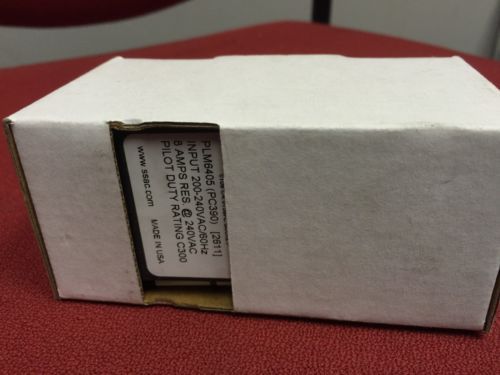 PLM6405 (PC390) [2611]
INPUT 200-240VAC/60Hz
8 AMPS RES. @ 240VAC
PILOT DUTY RATING C300
www.ssac.com MADE IN USA